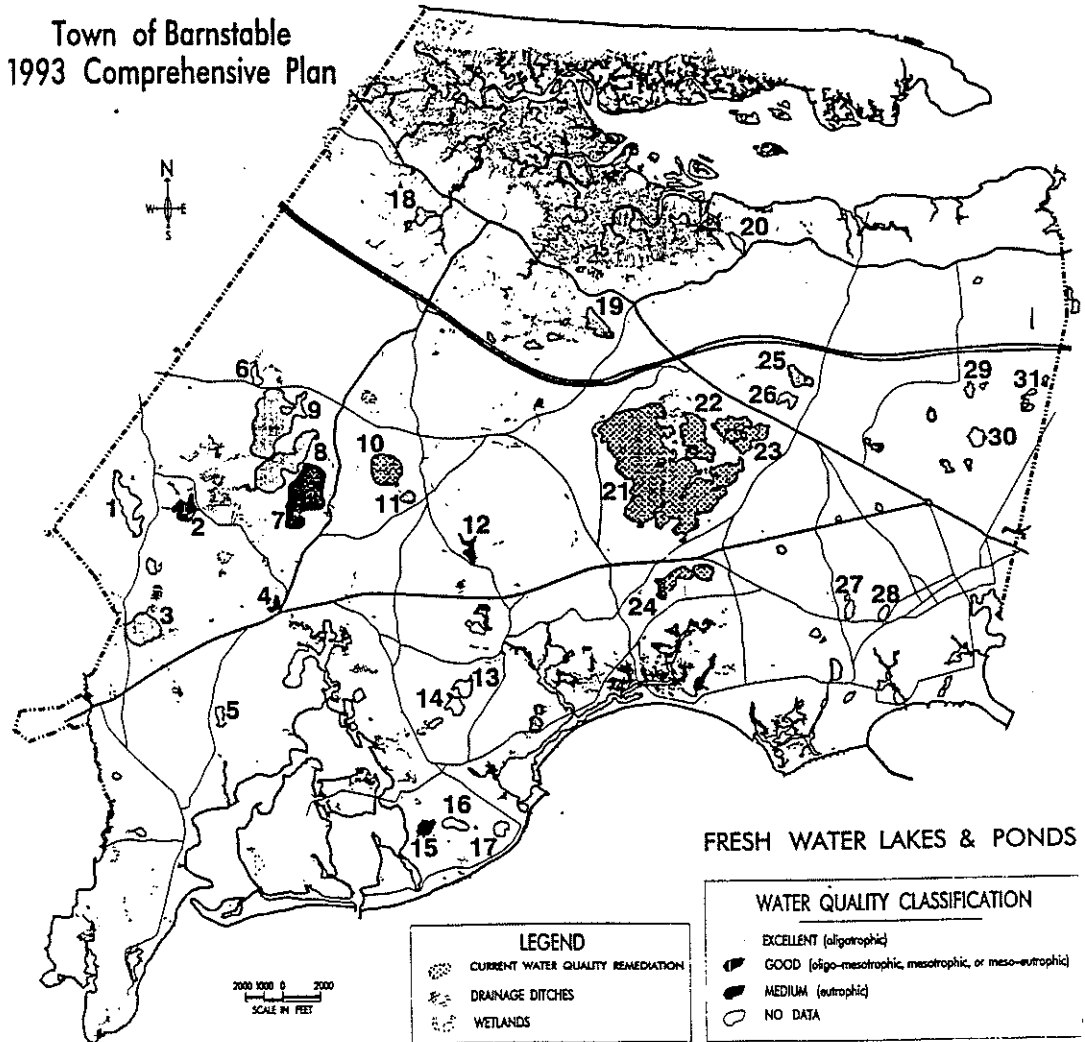 Town of Barnstable
1993 Comprehensive Plan
N
W E
S
18
20
19
6
9
8
10
11
7
1
2
12
4
3
5
13
14
15
16
17
25
26
22
23
21
24
27
28
29
31
30
2000 1000 0 2000
SCALE IN FEET
LEGEND
CURRENT WATER QUALITY REMEDIATION
DRAINAGE DITCHES
WETLANDS
FRESH WATER LAKES & PONDS
WATER QUALITY CLASSIFICATION
EXCELLENT (oligotrophic)
GOOD (oligo-mesotrophic, mesotrophic, or meso-eutrophic)
MEDIUM (eutrophic)
NO DATA